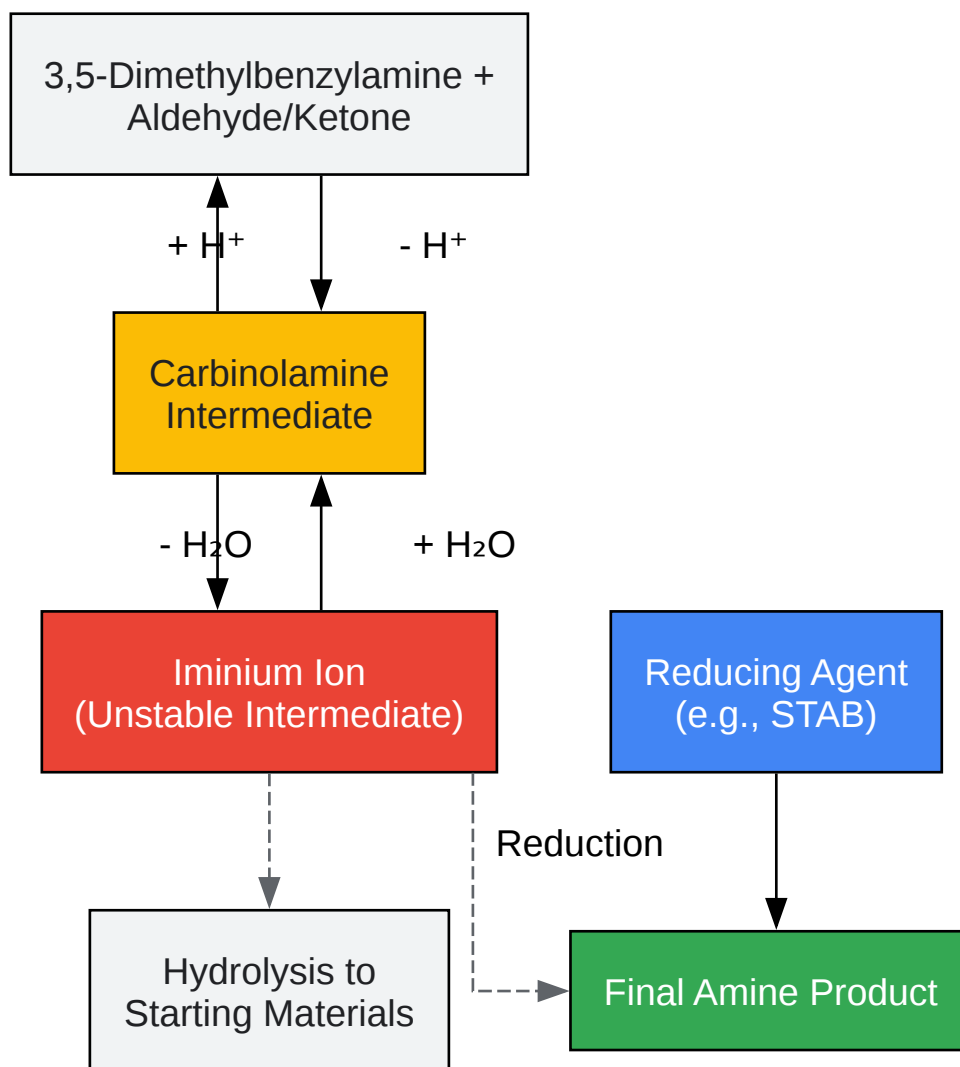 3,5-Dimethylbenzylamine +
Aldehyde/Ketone
+ H⁺
- H⁺
Carbinolamine
Intermediate
- H₂O
+ H₂O
Iminium Ion
(Unstable Intermediate)
Reducing Agent
(e.g., STAB)
Reduction
Hydrolysis to
Starting Materials
Final Amine Product